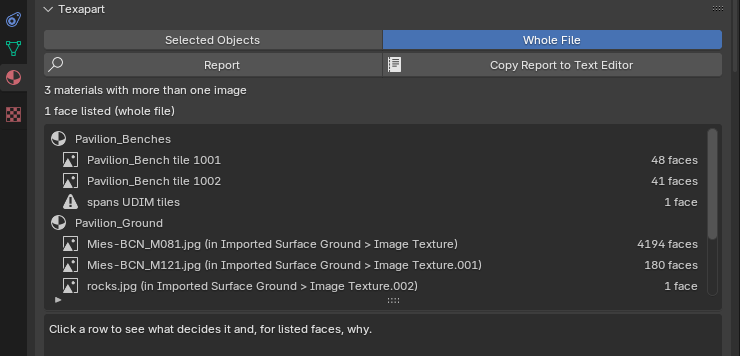 Texapart
Selected Objects
Whole File
Report
Copy Report to Text Editor
3 materials with more than one image
1 face listed (whole file)
Pavilion_Benches
Pavilion_Bench tile 1001 48 faces
Pavilion_Bench tile 1002 41 faces
spans UDIM tiles 1 face
Pavilion_Ground
Mies-BCN_M081.jpg (in Imported Surface Ground > Image Texture) 4194 faces
Mies-BCN_M121.jpg (in Imported Surface Ground > Image Texture.001) 180 faces
rocks.jpg (in Imported Surface Ground > Image Texture.002) 1 face
Click a row to see what decides it and, for listed faces, why.